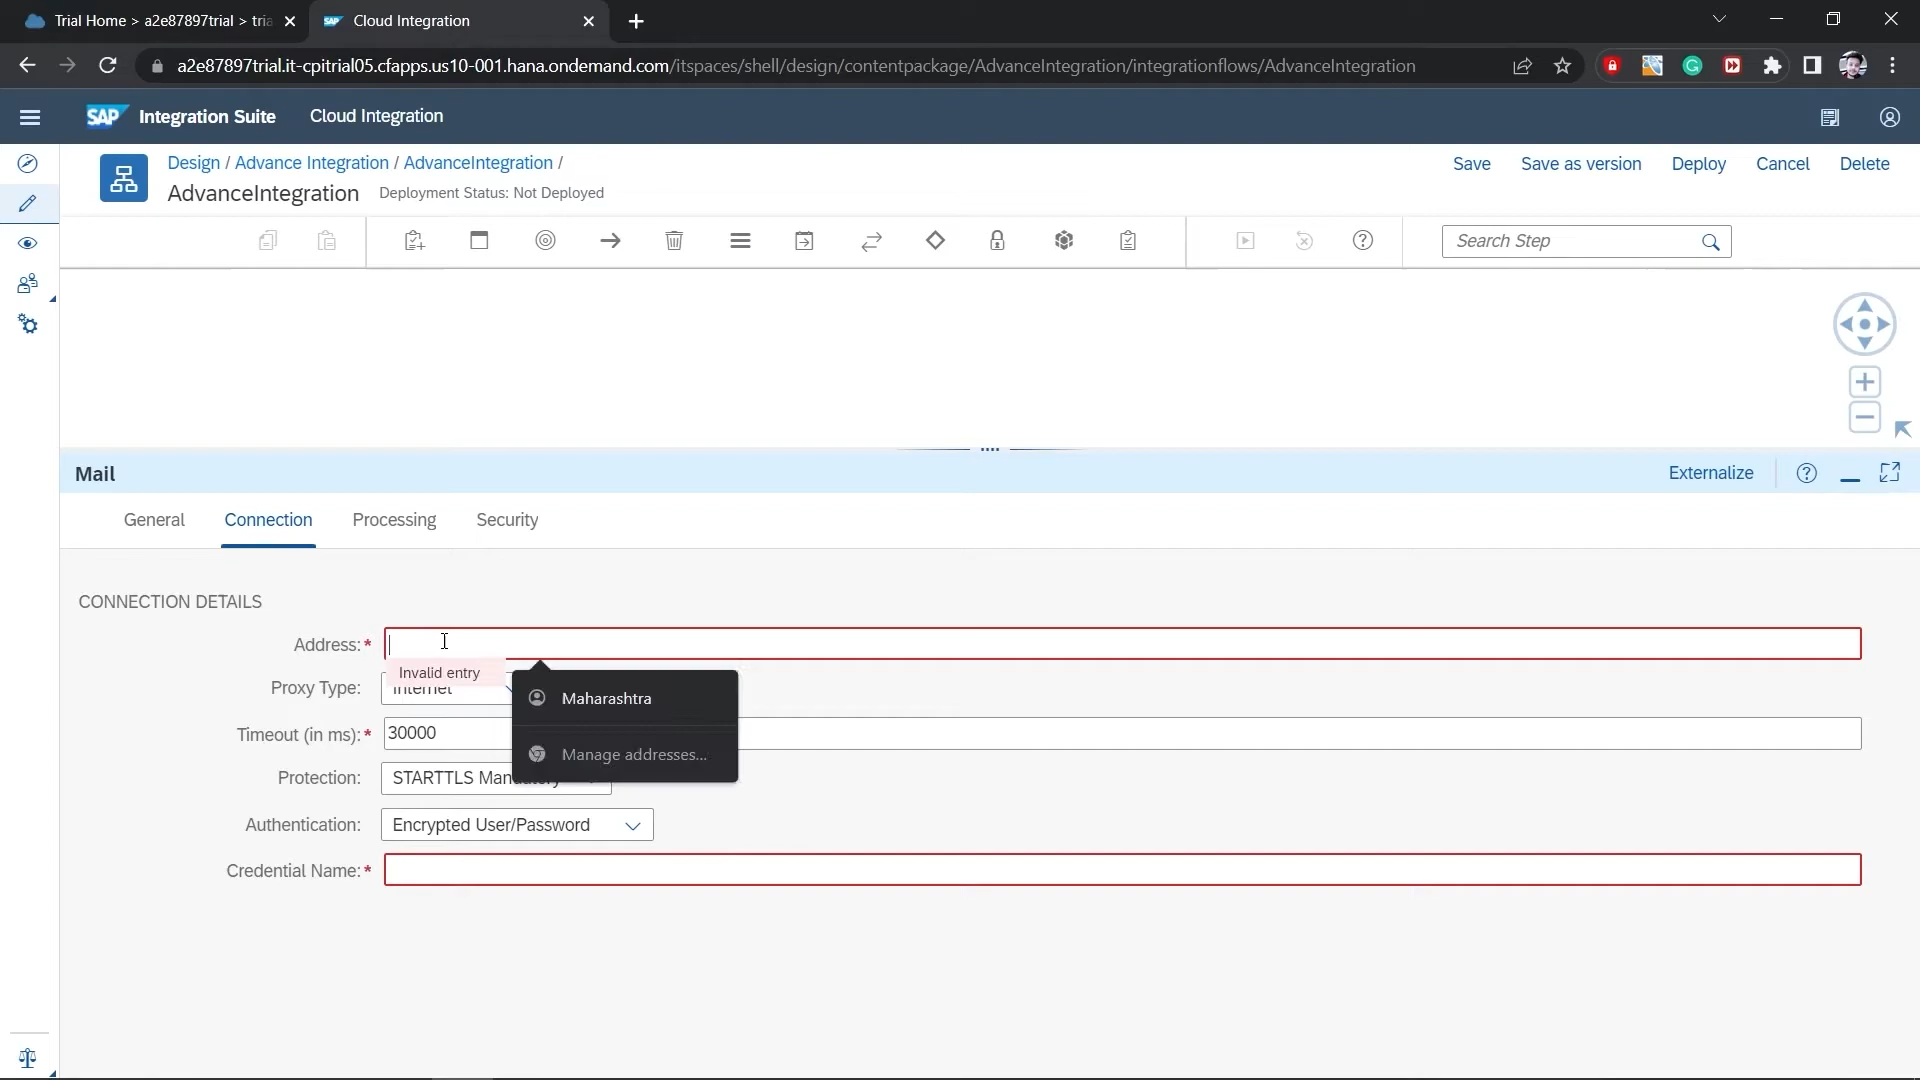 Trial Home > a2e87897trial > tria
Cloud Integration
a2e87897trial.it-cpitrial05.cfapps.us10-001.hana.ondemand.com/itspaces/shell/design/contentpackage/AdvanceIntegration/integrationflows/AdvanceIntegration
SAP Integration Suite Cloud Integration
Design / Advance Integration / AdvanceIntegration /
Save Save as version Deploy Cancel Delete
AdvanceIntegration Deployment Status: Not Deployed
Search Step
Mail
Externalize
General Connection Processing Security
CONNECTION DETAILS
Address:*
Invalid entry
Proxy Type: Internet
Maharashtra
Timeout (in ms):* 30000
Manage addresses...
Protection: STARTTLS Mandatory
Authentication: Encrypted User/Password
Credential Name:*